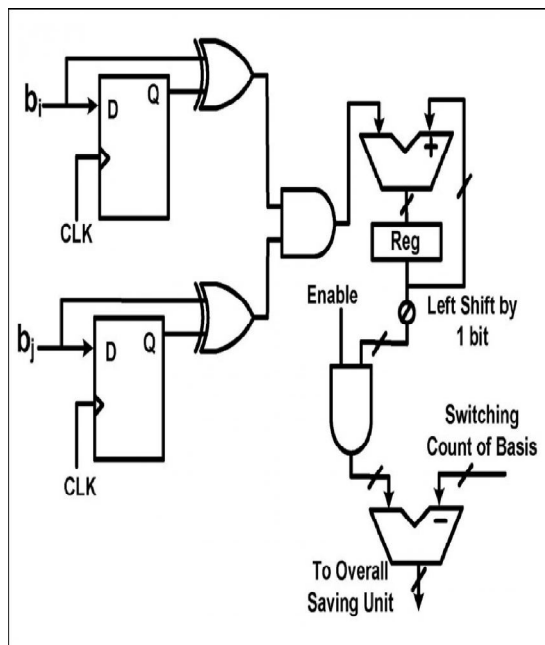 bi
D
Q
CLK
+
Reg
Enable
Left Shift by
1 bit
bj
D
Q
CLK
Switching
Count of Basis
−
To Overall
Saving Unit